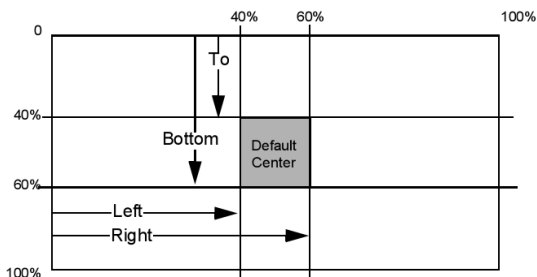 40% 60% 100%
0
To
40%
Bottom
Default
Center
60%
Left
Right
100%